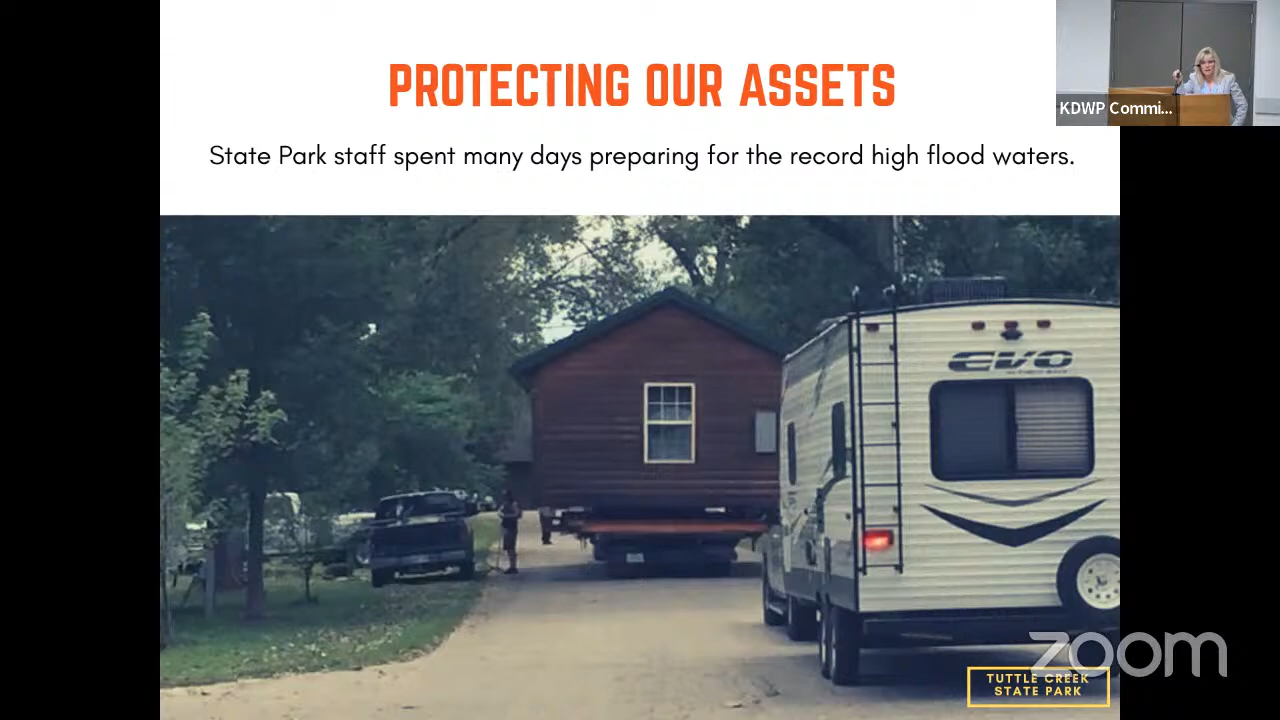 PROTECTING OUR ASSETS
KDWP Commi...
State Park staff spent many days preparing for the record high flood waters.
EVO
zoom
TUTTLE CREEK
STATE PARK